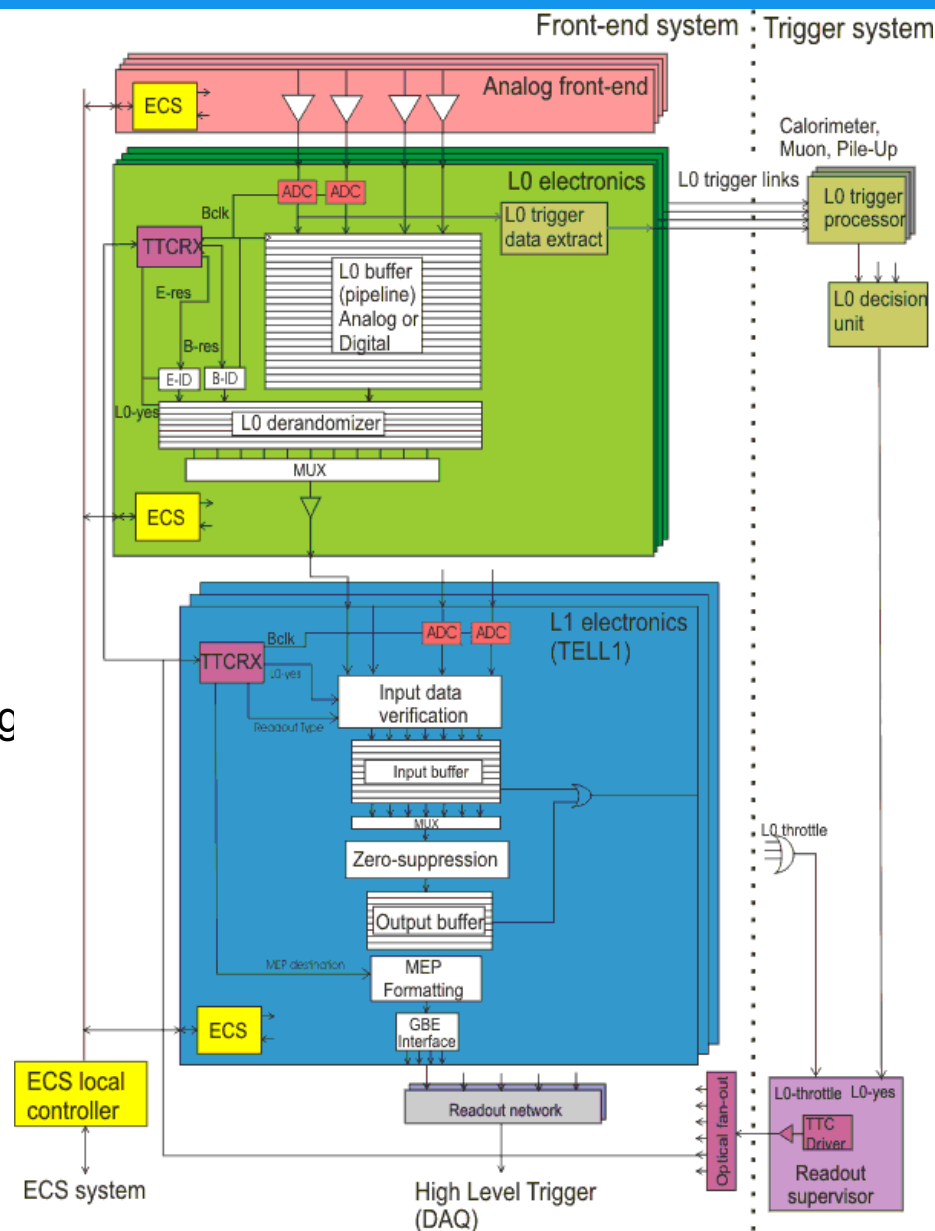 Front-end system
Trigger system
Analog front-end
ECS
Calorimeter,
Muon, Pile-Up
L0 electronics
L0 trigger links
L0 trigger
processor
ADC
ADC
Bclk
L0 trigger
data extract
TTCRX
L0 buffer
(pipeline)
Analog or
Digital
E-res
B-res
L0 decision
unit
E-ID
B-ID
L0-yes
L0 derandomizer
MUX
ECS
L1 electronics
(TELL1)
Bclk
ADC
ADC
TTCRX
L0-yes
Input data
verification
g
Readout Type
Input buffer
MUX
L0 throttle
Zero-suppression
Output buffer
MEP destination
MEP
Formatting
ECS
GBE
Interface
ECS local
controller
Readout network
Optical fan-out
L0-throttle
L0-yes
TTC
Driver
Readout
supervisor
ECS system
High Level Trigger
(DAQ)